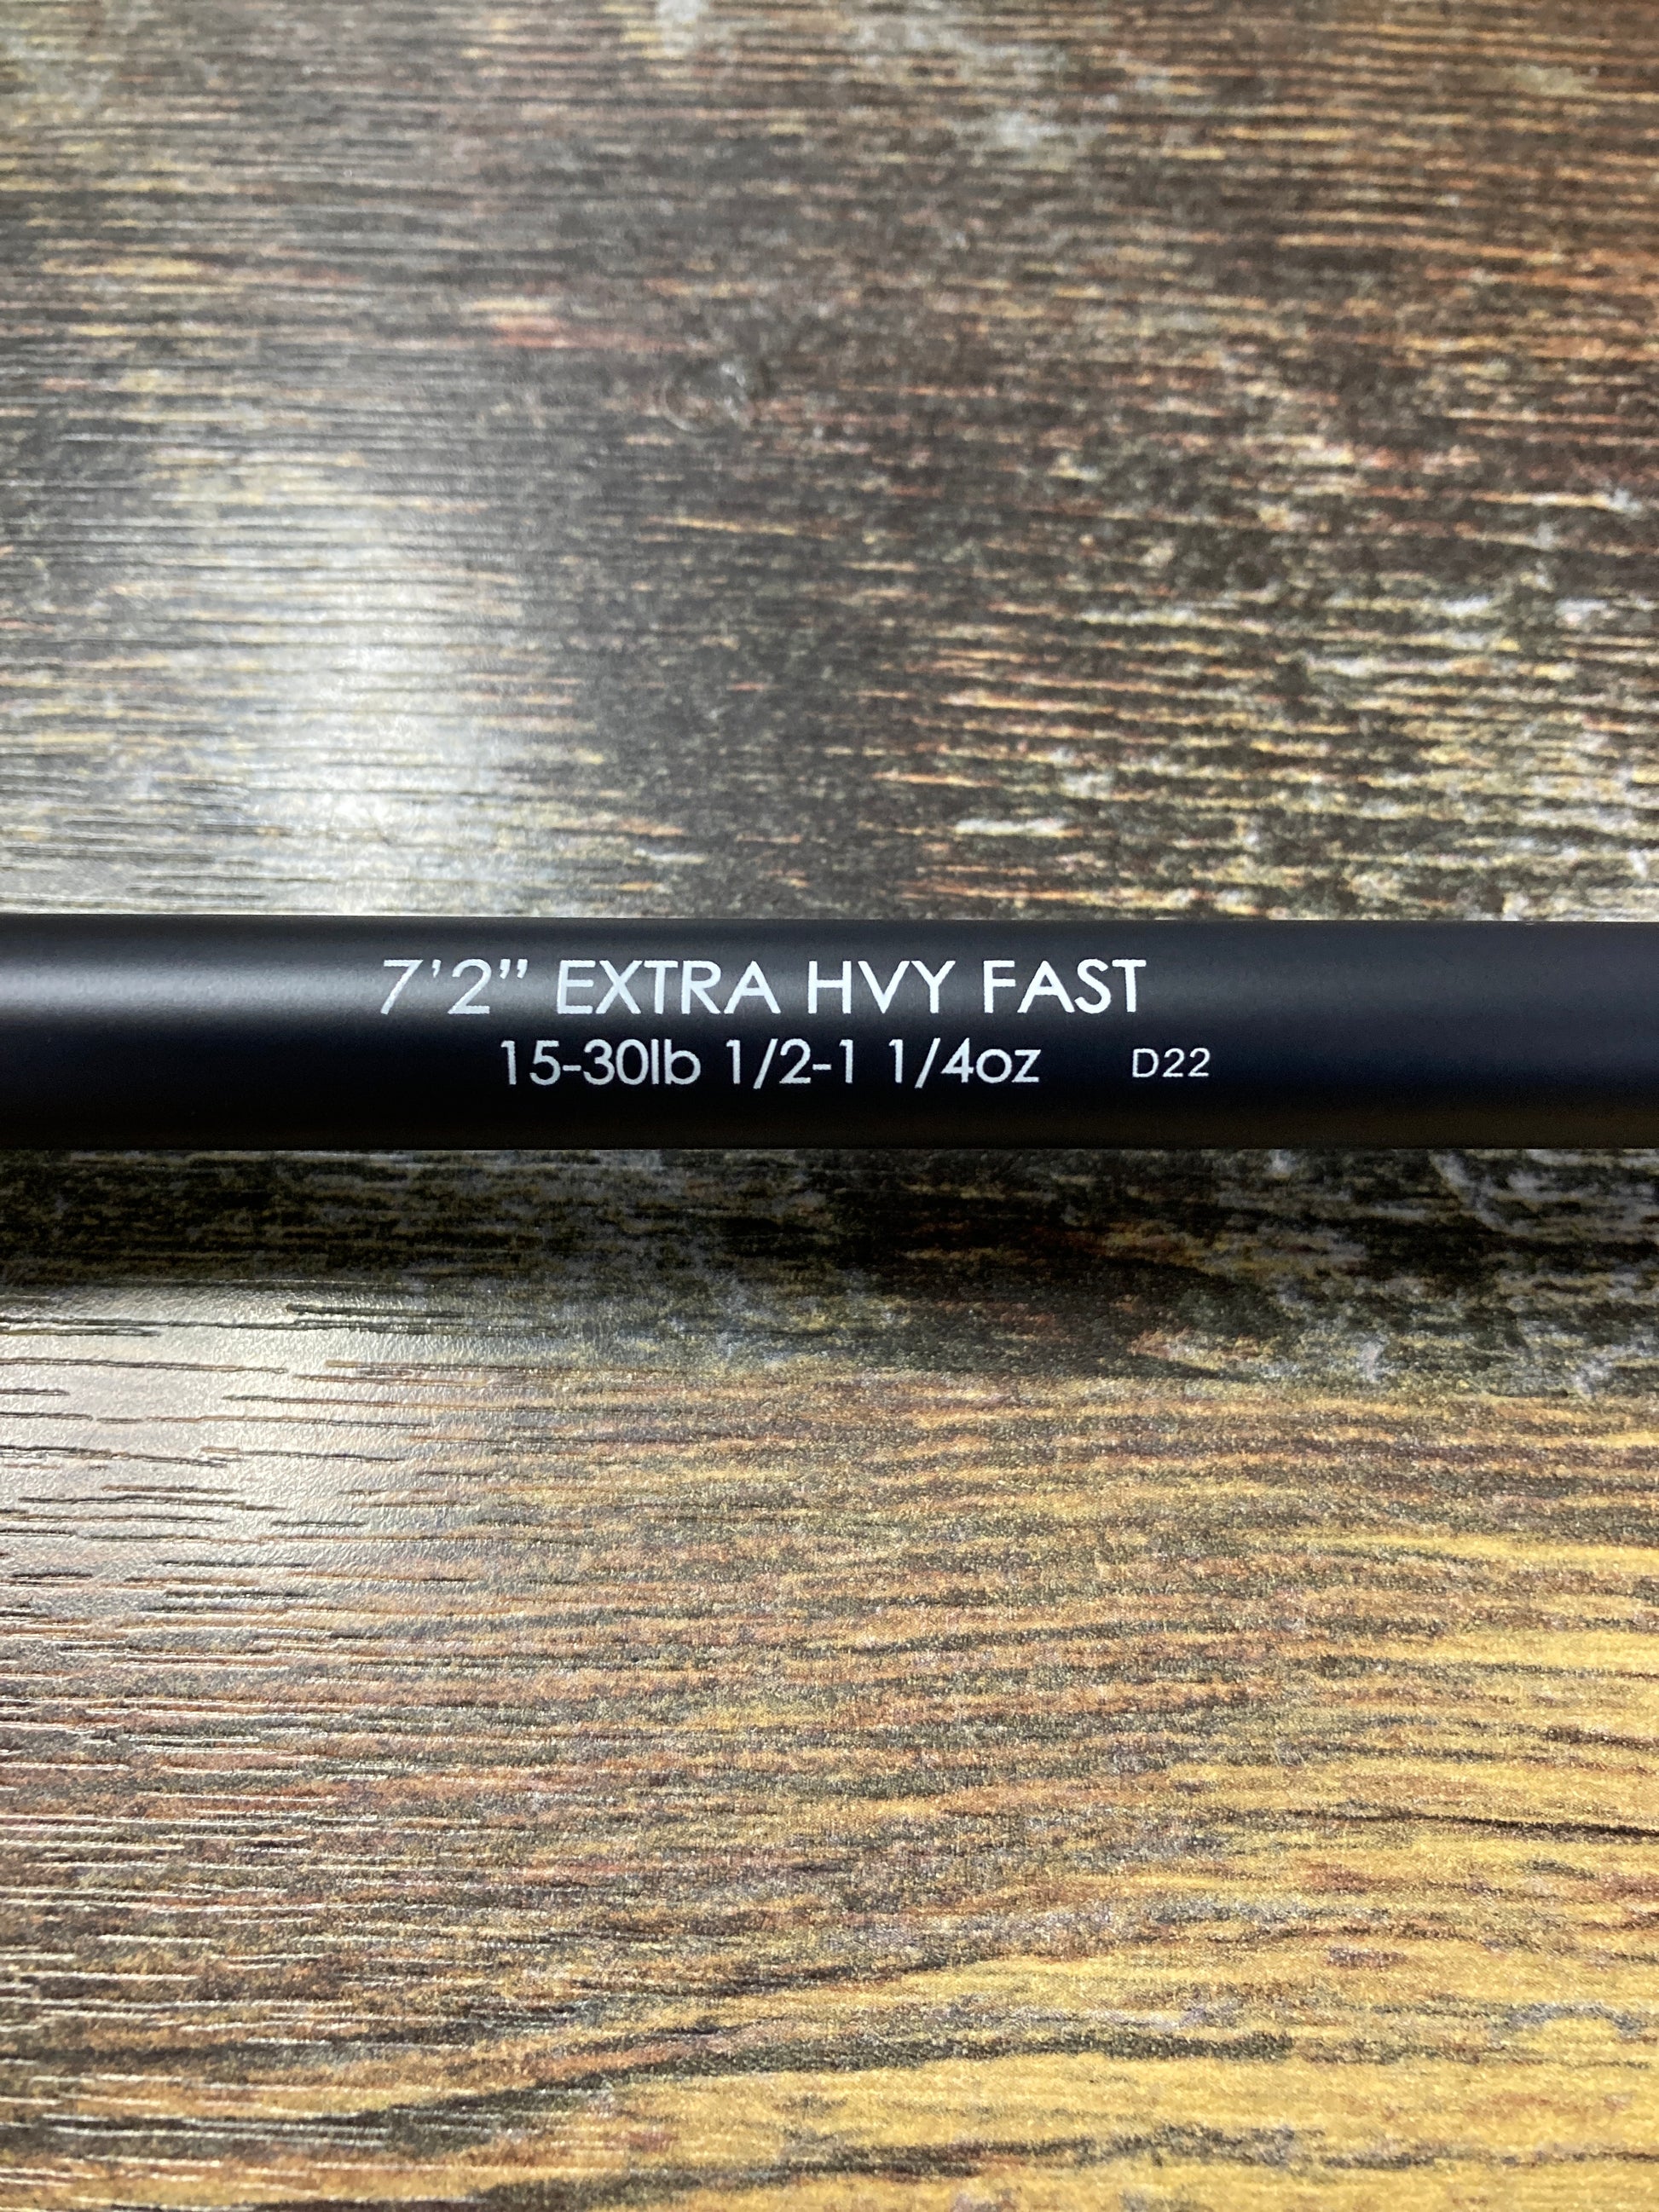 7’2” EXTRA HVY FAST
15-30lb 1/2-1 1/4oz D22